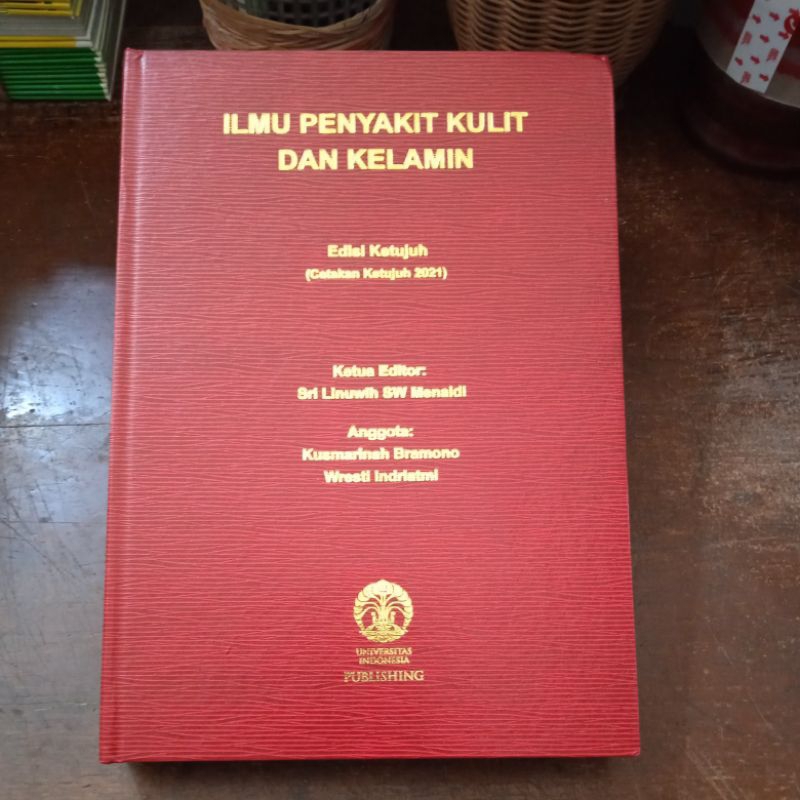 ILMU PENYAKIT KULIT
DAN KELAMIN
Edisi Ketujuh
(Cetakan Ketujuh 2021)
Ketua Editor:
Sri Linuwih SW Menaldi
Anggota:
Kusmarinah Bramono
Wresti Indriatmi
UNIVERSITAS
INDONESIA
PUBLISHING